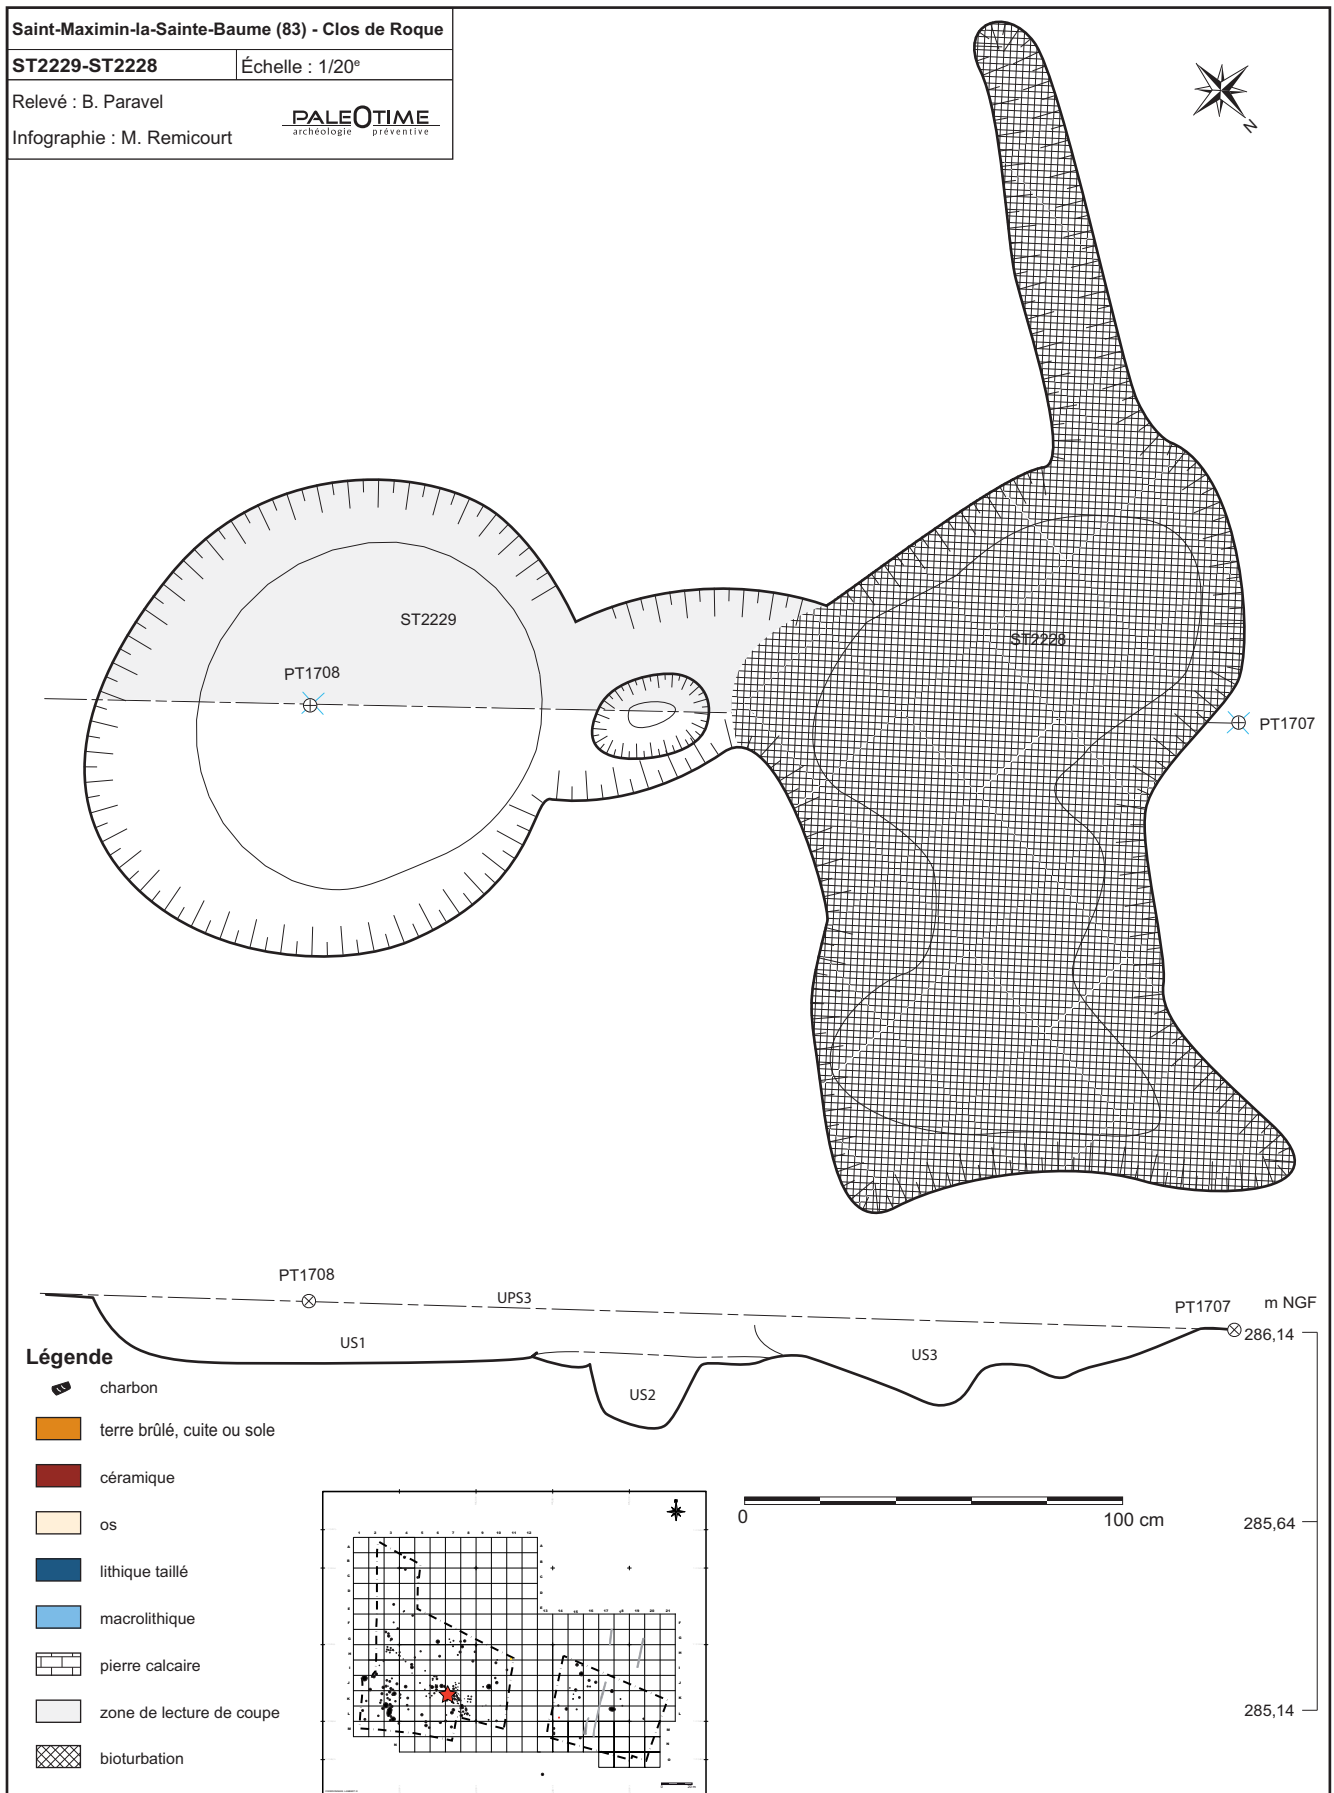 Saint-Maximin-la-Sainte-Baume (83) - Clos de Roque
ST2229-ST2228
Échelle : 1/20e
Relevé : B. Paravel
Infographie : M. Remicourt
PALEOTIME
archéologie préventive
N
ST2229
PT1708
ST2228
PT1707
PT1708
UPS3
PT1707
m NGF
286,14
US1
US3
US2
285,64
285,14
0
100 cm
Légende
charbon
terre brûlé, cuite ou sole
céramique
os
lithique taillé
macrolithique
pierre calcaire
zone de lecture de coupe
bioturbation